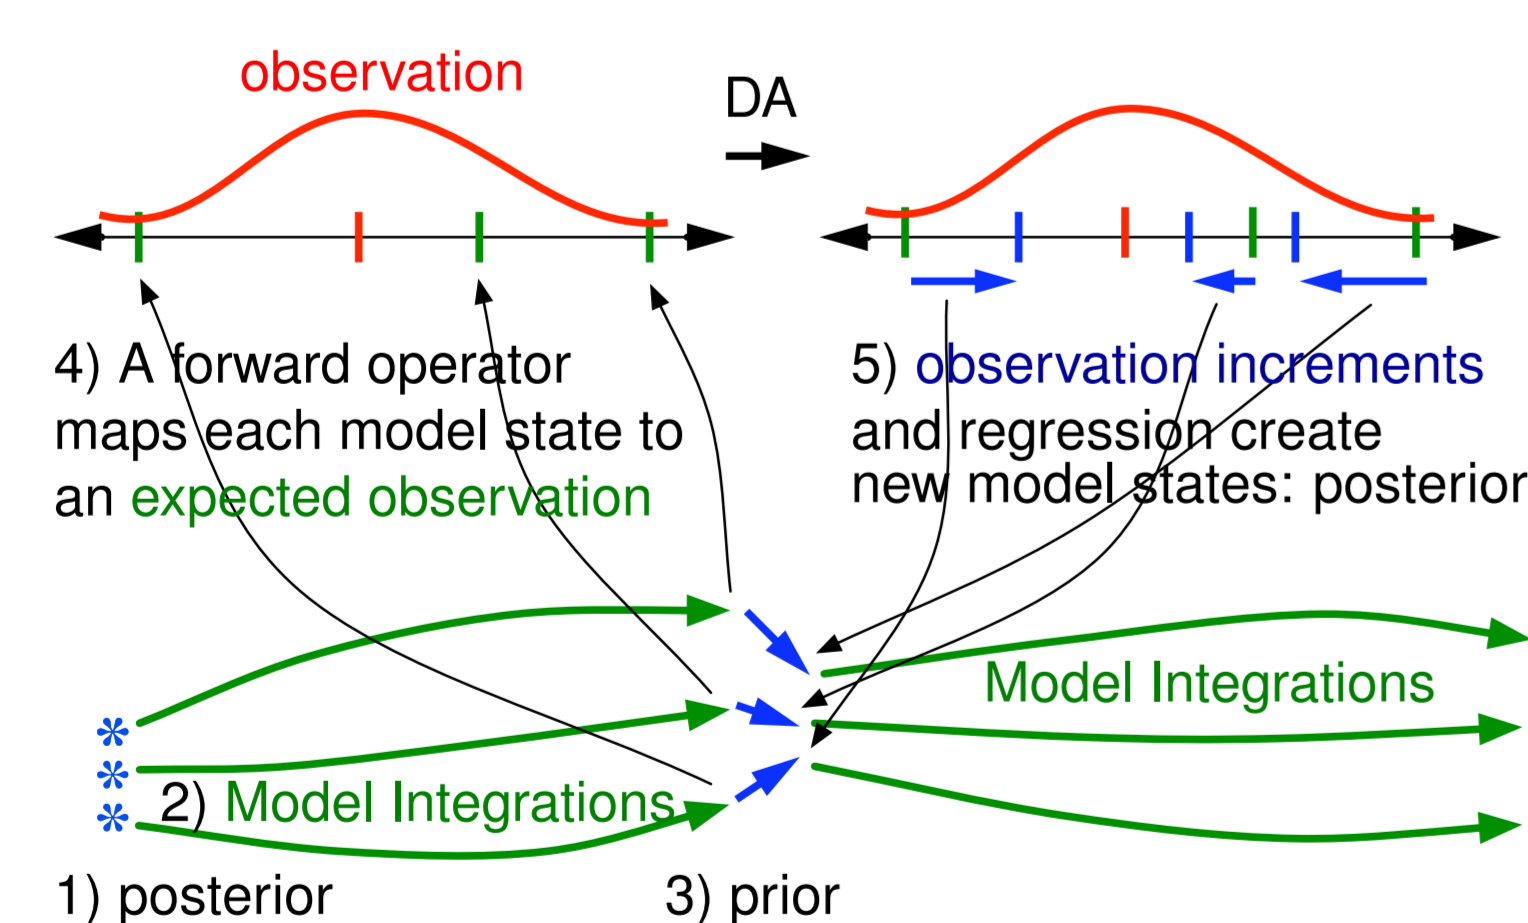 observation
DA
4) A forward operator
maps each model state to
an expected observation
5) observation increments
and regression create
new model states: posterior
Model Integrations
* 
*
*
2) Model Integrations
1) posterior
3) prior